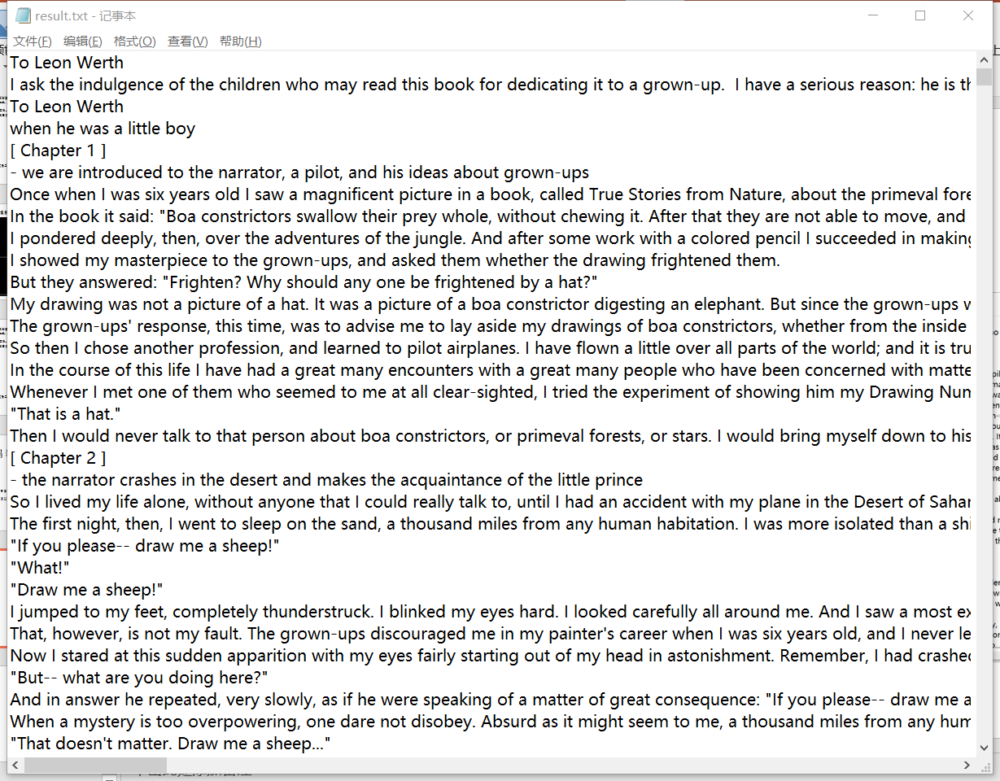 result.txt - 记事本
文件(F) 编辑(E) 格式(O) 查看(V) 帮助(H)
To Leon Werth
I ask the indulgence of the children who may read this book for dedicating it to a grown-up.  I have a serious reason: he is th
To Leon Werth
when he was a little boy
[ Chapter 1 ]
- we are introduced to the narrator, a pilot, and his ideas about grown-ups
Once when I was six years old I saw a magnificent picture in a book, called True Stories from Nature, about the primeval fore
In the book it said: "Boa constrictors swallow their prey whole, without chewing it. After that they are not able to move, and
I pondered deeply, then, over the adventures of the jungle. And after some work with a colored pencil I succeeded in making
I showed my masterpiece to the grown-ups, and asked them whether the drawing frightened them.
But they answered: "Frighten? Why should any one be frightened by a hat?"
My drawing was not a picture of a hat. It was a picture of a boa constrictor digesting an elephant. But since the grown-ups w
The grown-ups' response, this time, was to advise me to lay aside my drawings of boa constrictors, whether from the inside
So then I chose another profession, and learned to pilot airplanes. I have flown a little over all parts of the world; and it is tru
In the course of this life I have had a great many encounters with a great many people who have been concerned with matte
Whenever I met one of them who seemed to me at all clear-sighted, I tried the experiment of showing him my Drawing Num
"That is a hat."
Then I would never talk to that person about boa constrictors, or primeval forests, or stars. I would bring myself down to his
[ Chapter 2 ]
- the narrator crashes in the desert and makes the acquaintance of the little prince
So I lived my life alone, without anyone that I could really talk to, until I had an accident with my plane in the Desert of Sahar
The first night, then, I went to sleep on the sand, a thousand miles from any human habitation. I was more isolated than a shi
"If you please-- draw me a sheep!"
"What!"
"Draw me a sheep!"
I jumped to my feet, completely thunderstruck. I blinked my eyes hard. I looked carefully all around me. And I saw a most ex
That, however, is not my fault. The grown-ups discouraged me in my painter's career when I was six years old, and I never le
Now I stared at this sudden apparition with my eyes fairly starting out of my head in astonishment. Remember, I had crashed
"But-- what are you doing here?"
And in answer he repeated, very slowly, as if he were speaking of a matter of great consequence: "If you please-- draw me a
When a mystery is too overpowering, one dare not disobey. Absurd as it might seem to me, a thousand miles from any hum
"That doesn't matter. Draw me a sheep..."